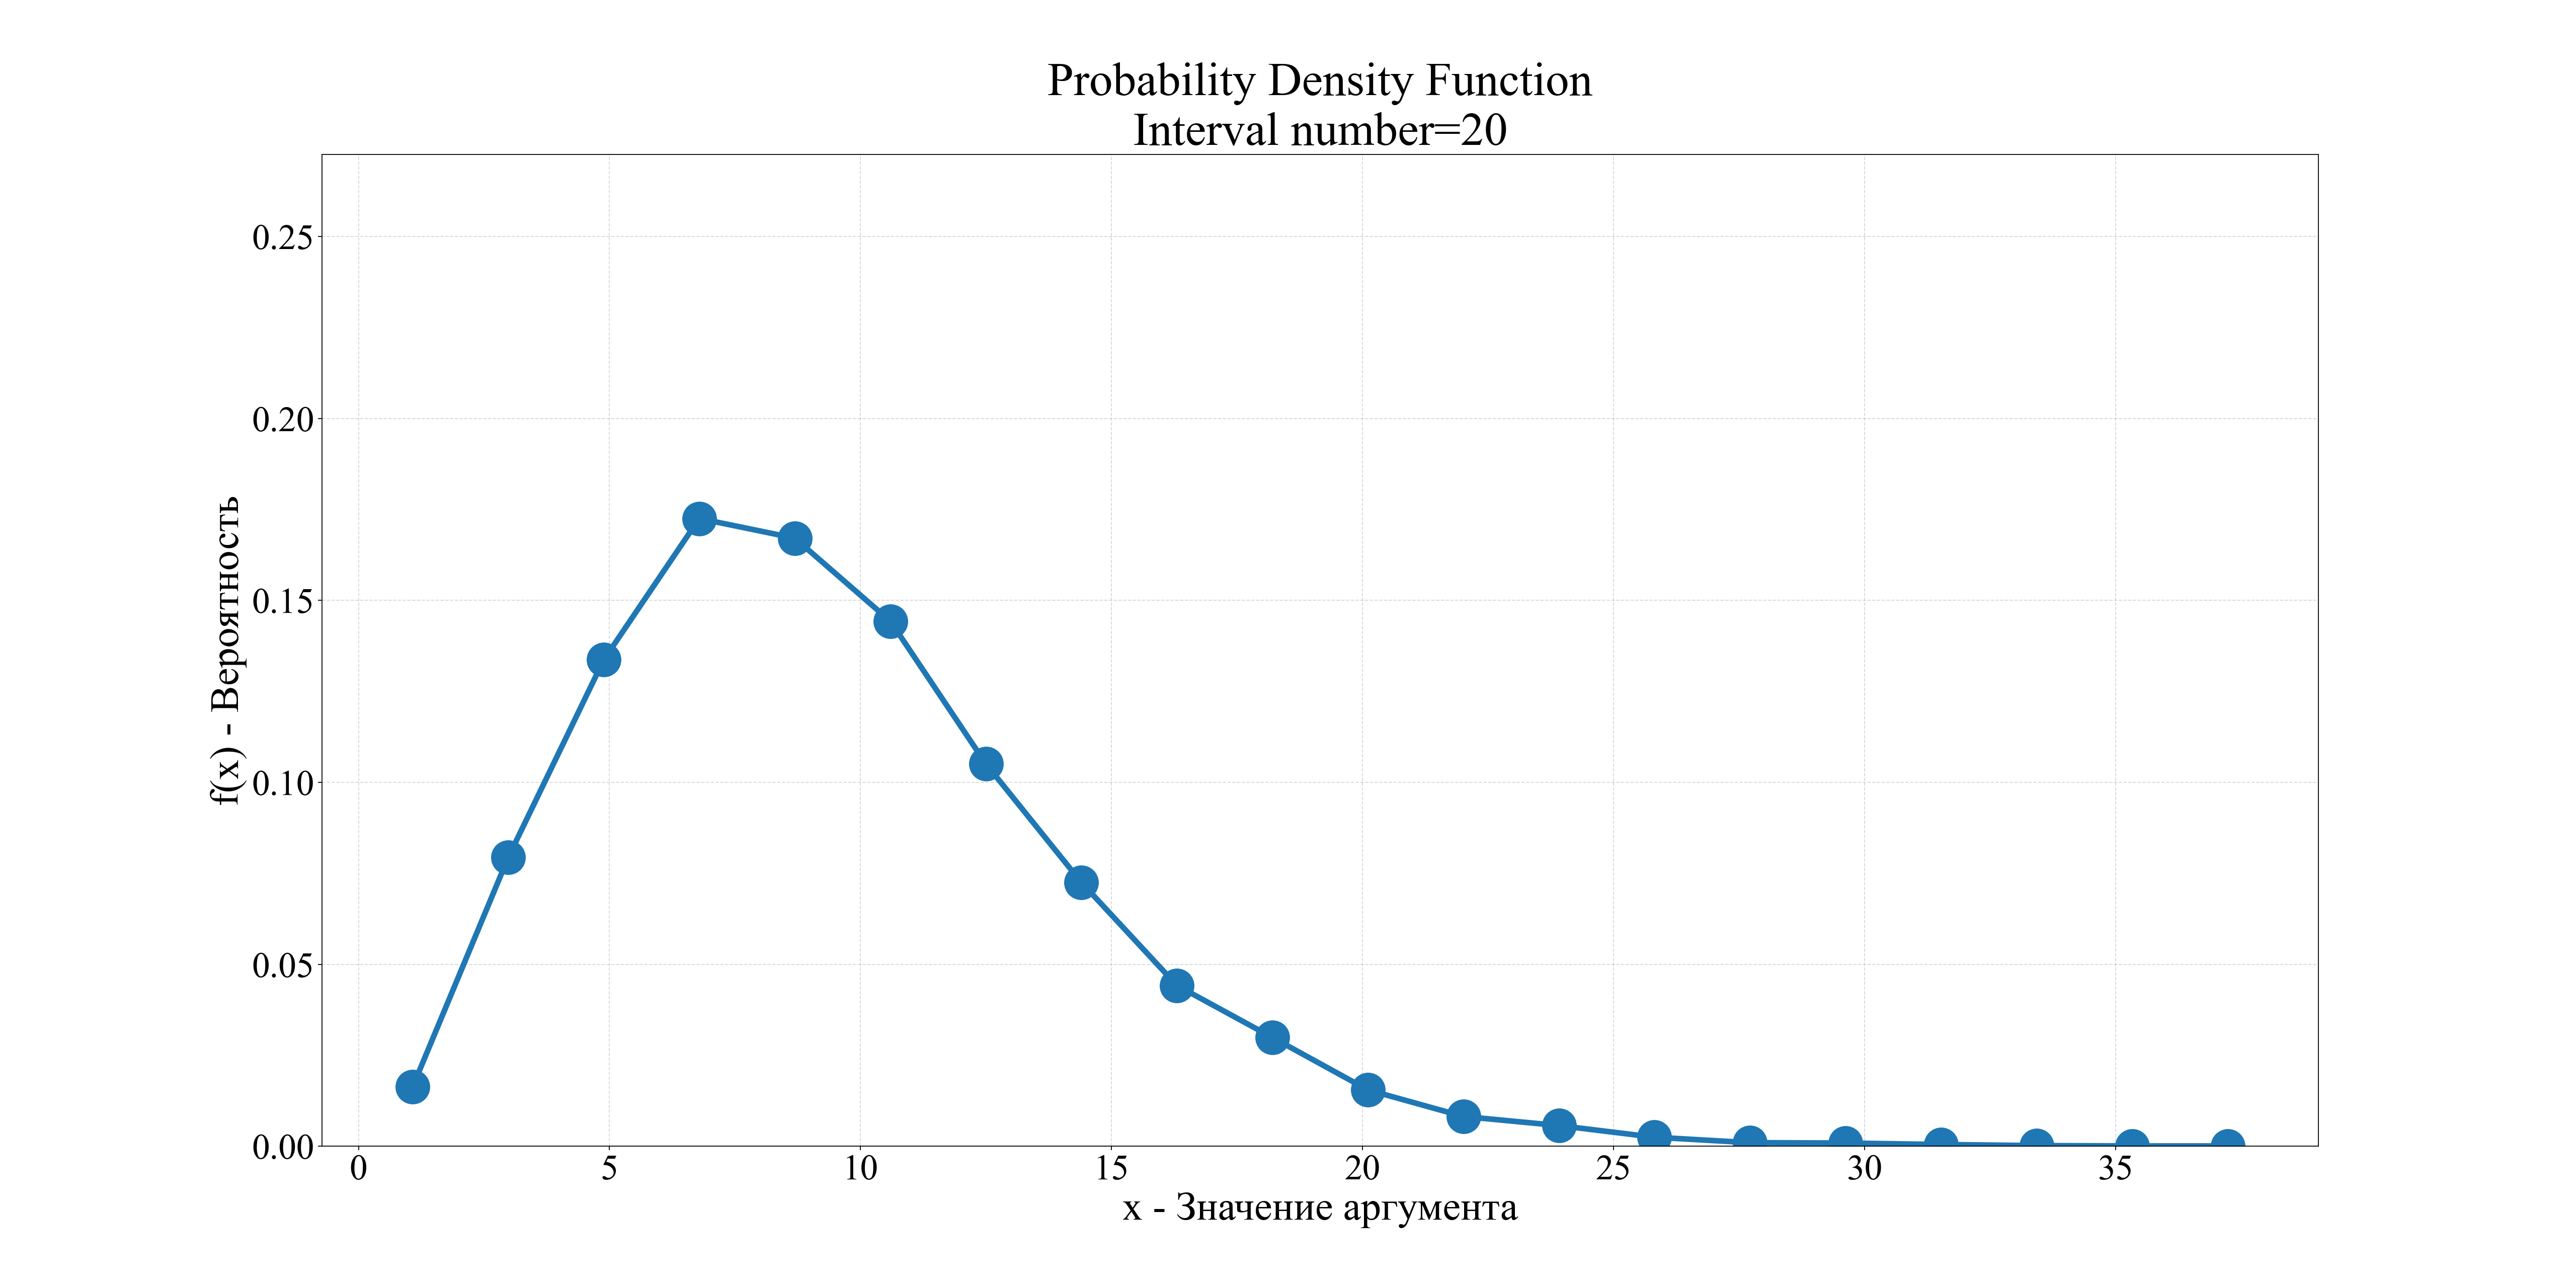 Probability Density Function
Interval number=20
f(x) - Вероятность
0.25
0.20
0.15
0.10
0.05
0.00
0 5 10 15 20 25 30 35
x - Значение аргумента